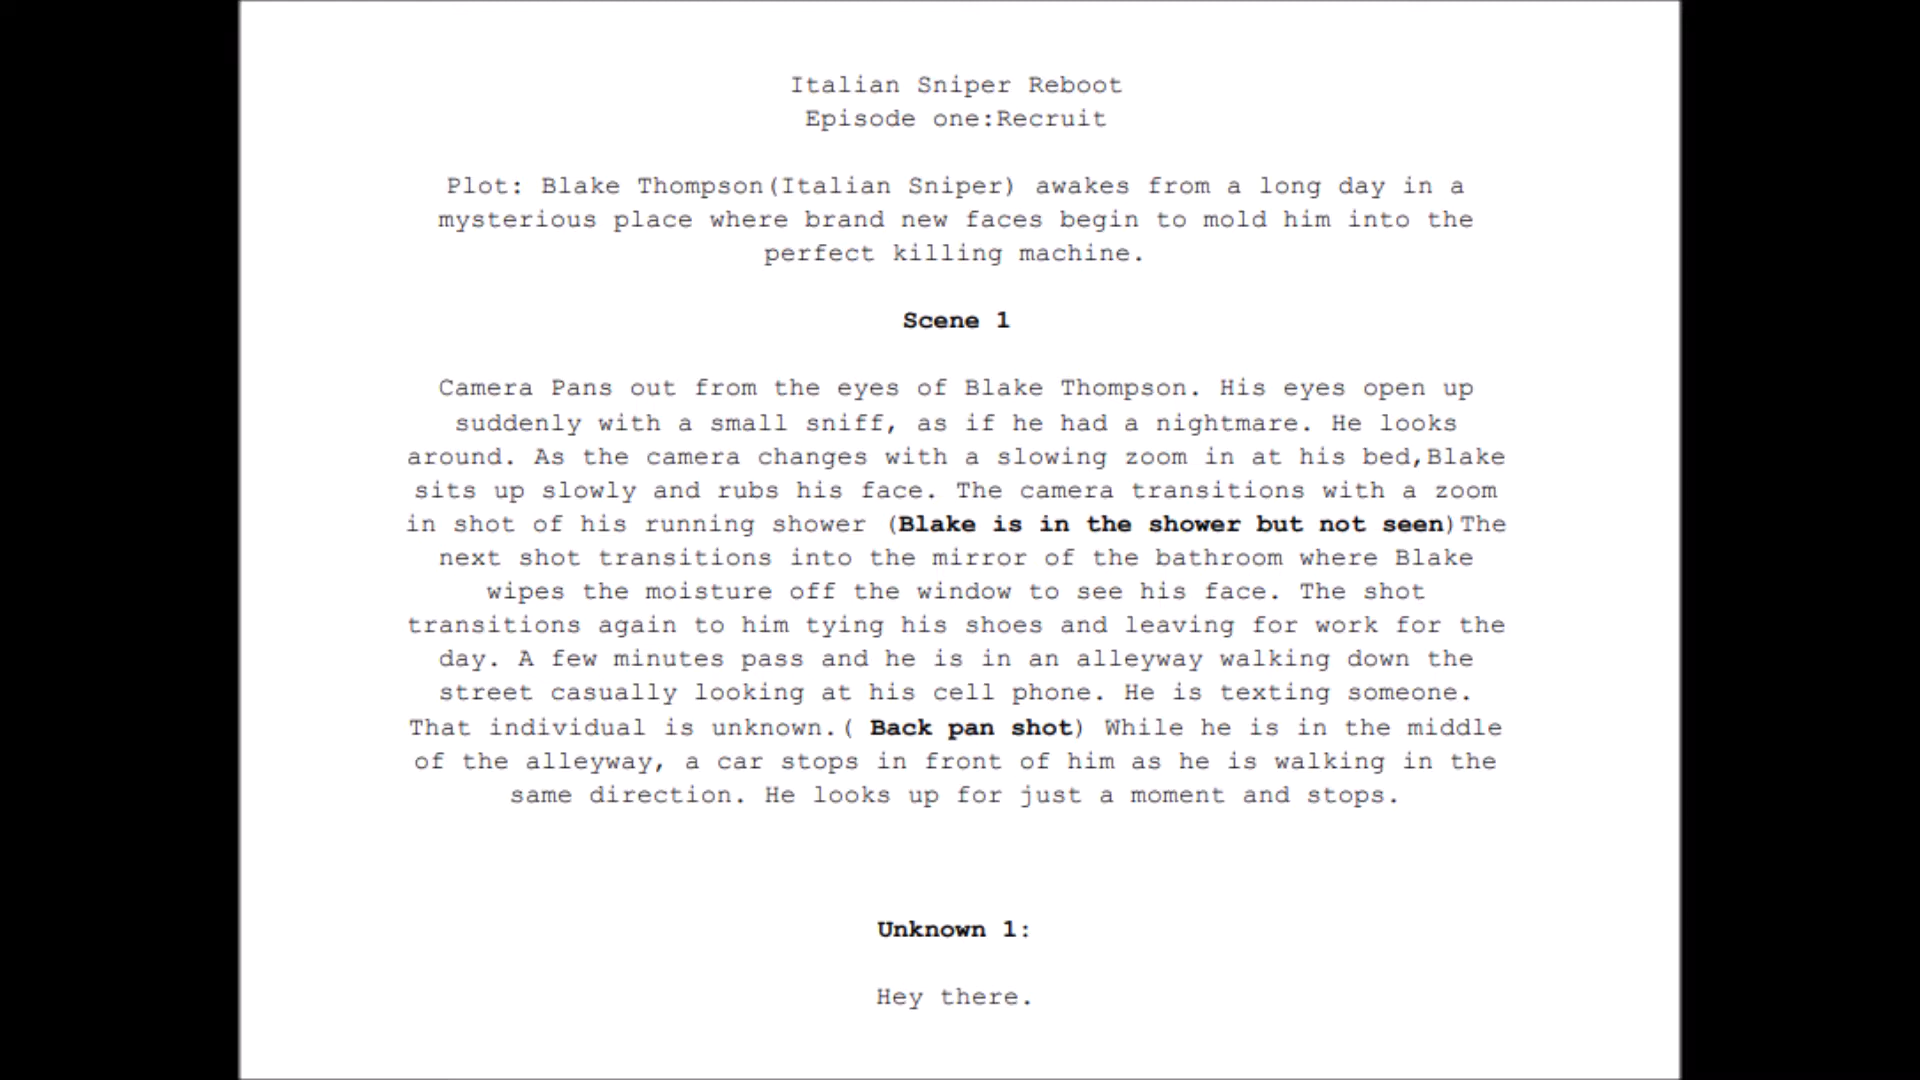 Italian Sniper Reboot
Episode one:Recruit
Plot: Blake Thompson(Italian Sniper) awakes from a long day in a
mysterious place where brand new faces begin to mold him into the
perfect killing machine.
Scene 1
Camera Pans out from the eyes of Blake Thompson. His eyes open up
suddenly with a small sniff, as if he had a nightmare. He looks
around. As the camera changes with a slowing zoom in at his bed,Blake
sits up slowly and rubs his face. The camera transitions with a zoom
in shot of his running shower (Blake is in the shower but not seen)The
next shot transitions into the mirror of the bathroom where Blake
wipes the moisture off the window to see his face. The shot
transitions again to him tying his shoes and leaving for work for the
day. A few minutes pass and he is in an alleyway walking down the
street casually looking at his cell phone. He is texting someone.
That individual is unknown.( Back pan shot) While he is in the middle
of the alleyway, a car stops in front of him as he is walking in the
same direction. He looks up for just a moment and stops.
Unknown 1:
Hey there.